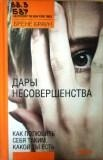 БРЕНЕ БРАУН
ДАРЫ
НЕСОВЕРШЕНСТВА
КАК ПОЛЮБИТЬ
СЕБЯ ТАКИМ,
КАКОЙ ТЫ ЕСТЬ